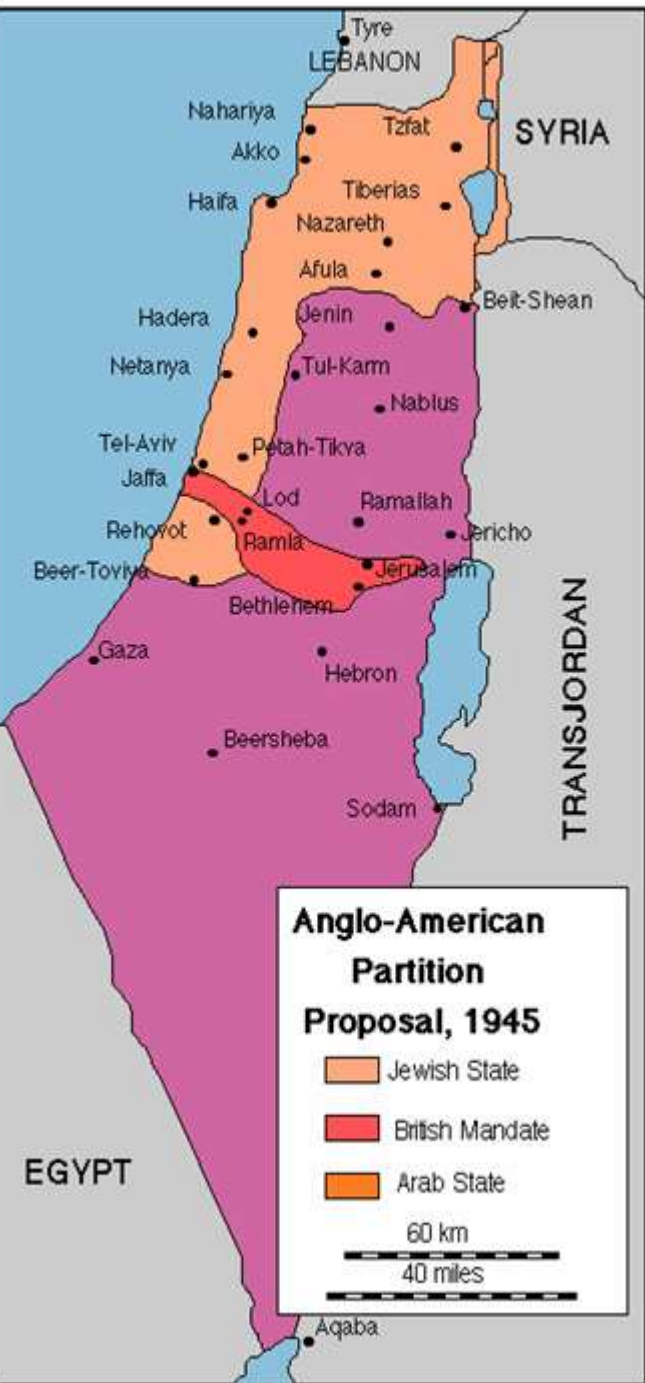 Tyre
LEBANON
Nahariya
Tzfat
SYRIA
Akko
Tiberias
Haifa
Nazareth
Afula
Beit-Shean
Jenin
Hadera
Netanya
Tul-Karm
Nablus
Tel-Aviv
Petah-Tikva
Jaffa
Lod
Ramallah
Rehovot
Ramla
Jericho
Beer-Toviya
Jerusalem
Bethlehem
Gaza
Hebron
TRANSJORDAN
Beersheba
Sodam
Anglo-American
Partition
Proposal, 1945
Jewish State
British Mandate
Arab State
60 km
40 miles
EGYPT
Aqaba